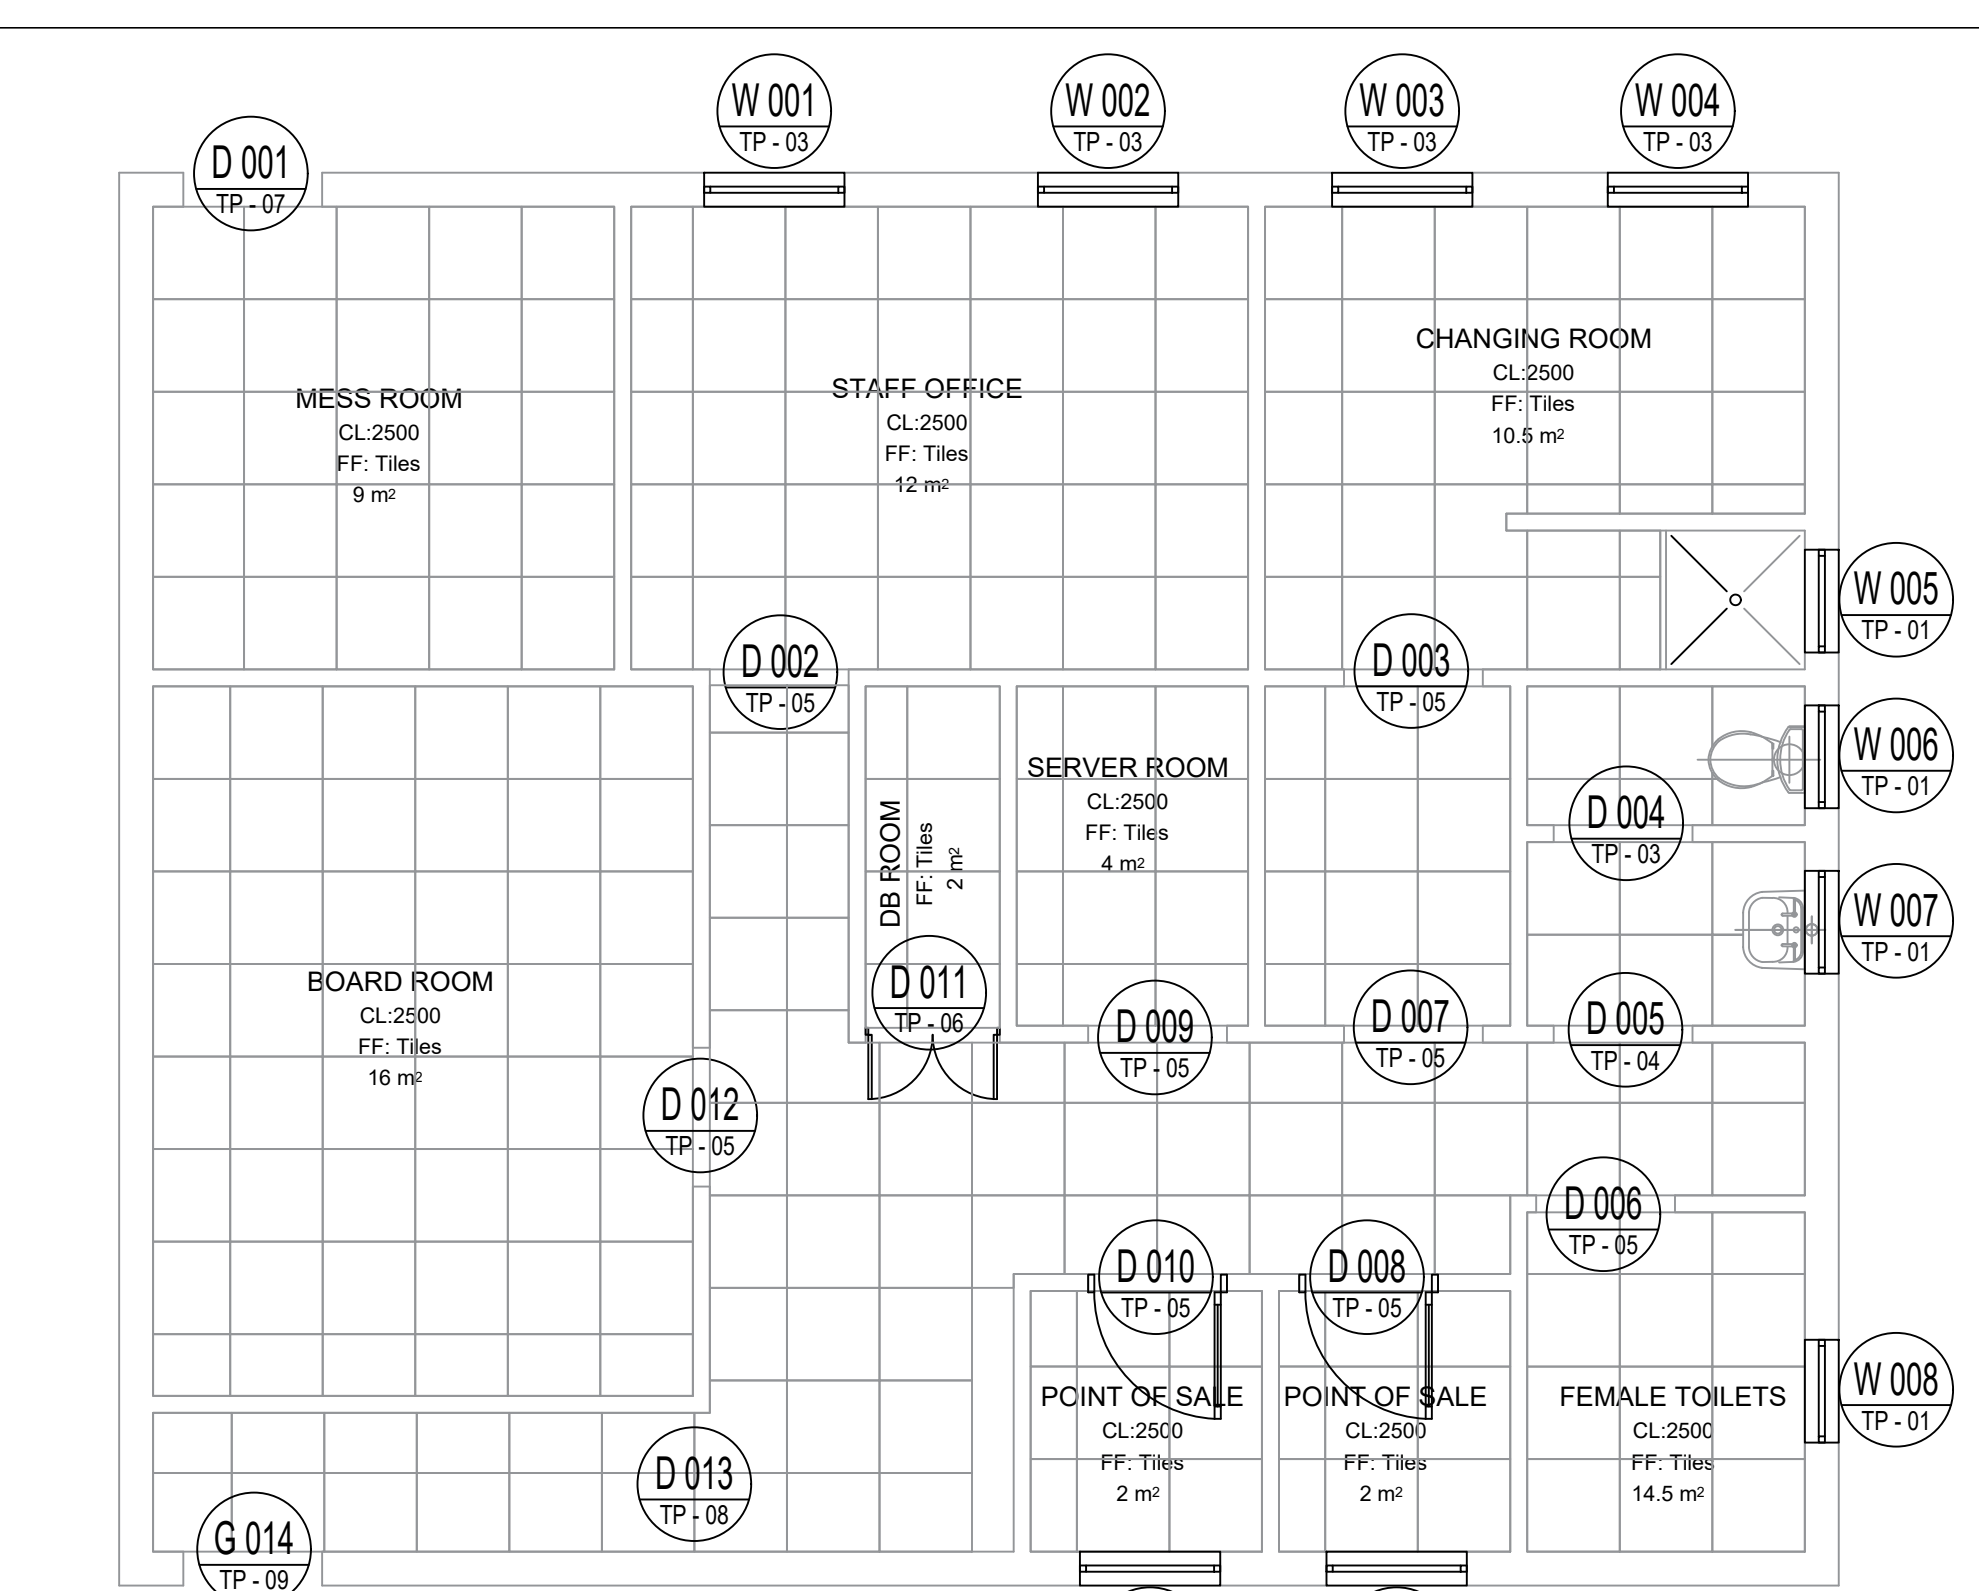 W 001
TP - 03
W 002
TP - 03
W 003
TP - 03
W 004
TP - 03
D 001
TP - 07
MESS ROOM
CL:2500
FF: Tiles
9 m²
STAFF OFFICE
CL:2500
FF: Tiles
12 m²
CHANGING ROOM
CL:2500
FF: Tiles
10.5 m²
W 005
TP - 01
D 002
TP - 05
D 003
TP - 05
W 006
TP - 01
SERVER ROOM
CL:2500
FF: Tiles
4 m²
DB ROOM
FF: Tiles
2 m²
D 004
TP - 03
W 007
TP - 01
BOARD ROOM
CL:2500
FF: Tiles
16 m²
D 011
TP - 06
D 009
TP - 05
D 007
TP - 05
D 005
TP - 04
D 012
TP - 05
D 006
TP - 05
D 010
TP - 05
D 008
TP - 05
POINT OF SALE
CL:2500
FF: Tiles
2 m²
POINT OF SALE
CL:2500
FF: Tiles
2 m²
FEMALE TOILETS
CL:2500
FF: Tiles
14.5 m²
W 008
TP - 01
D 013
TP - 08
G 014
TP - 09